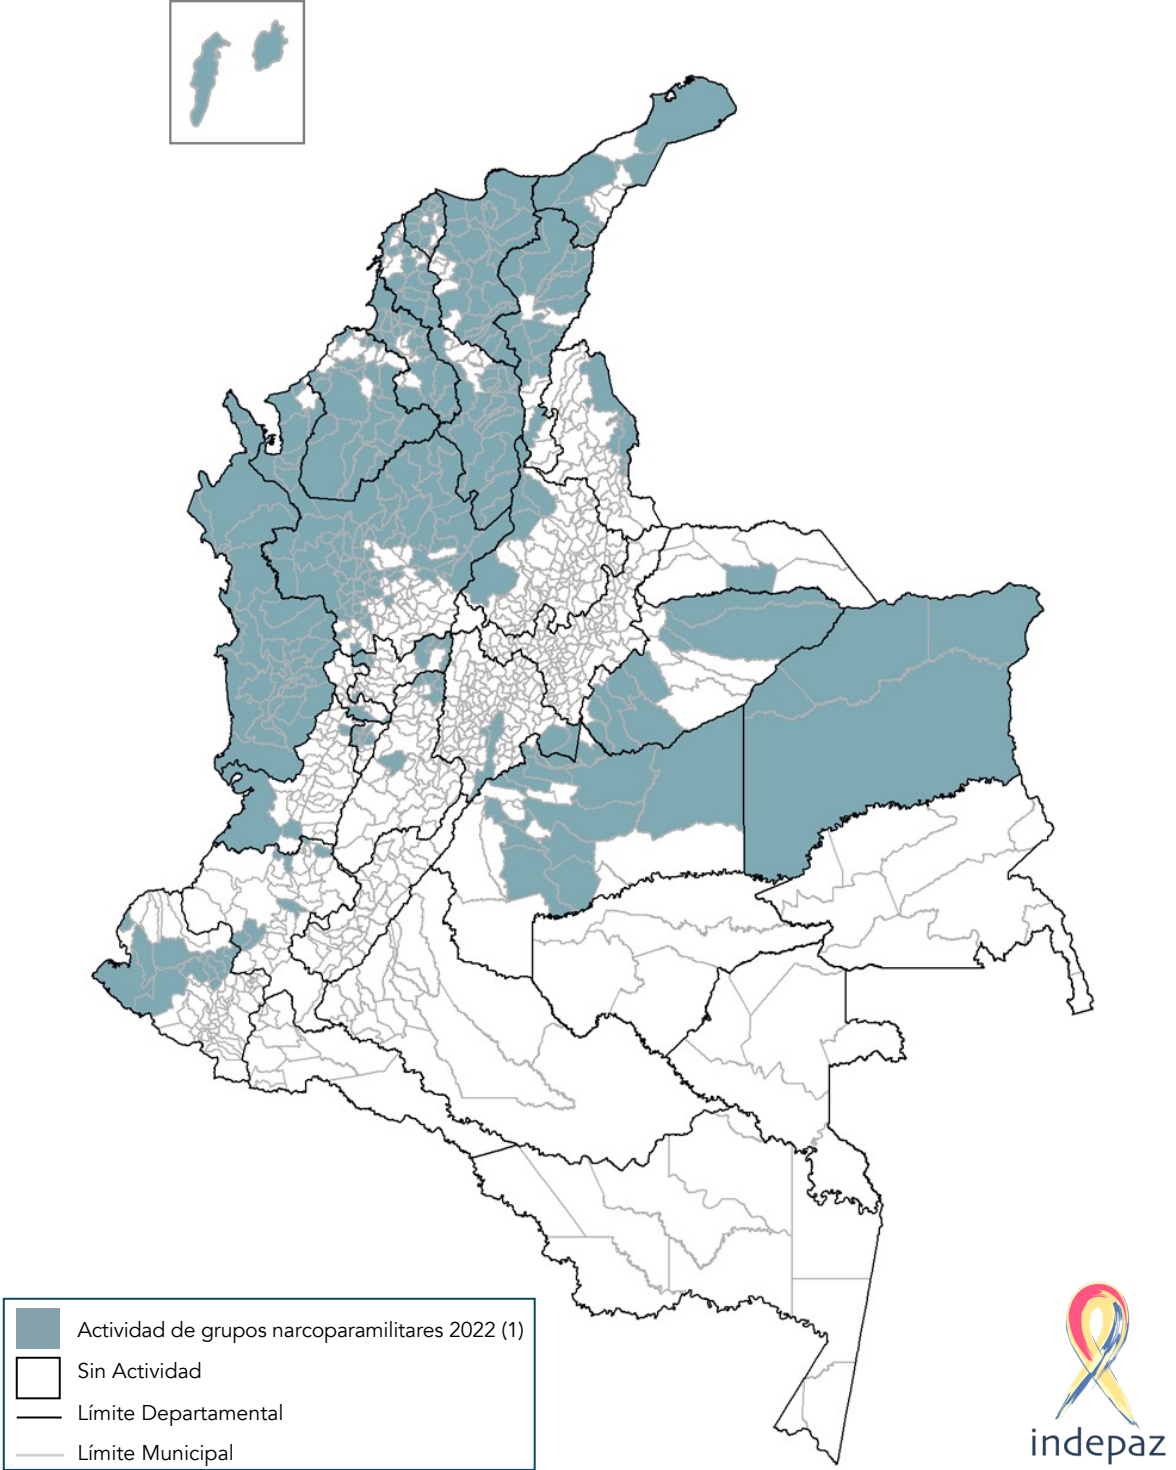 Actividad de grupos narcoparamilitares 2022 (1)
Sin Actividad
Límite Departamental
Límite Municipal
indepaz